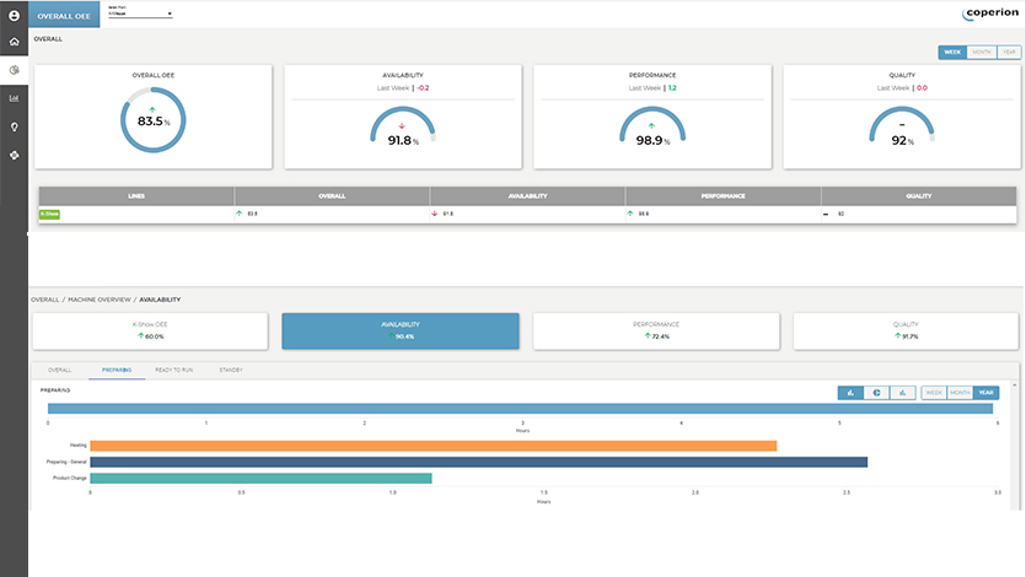 OVERALL OEE
Select Plant
K-Show
coperion
OVERALL
WEEK MONTH YEAR
OVERALL OEE
83.5 %
AVAILABILITY
Last Week | -0.2
91.8 %
PERFORMANCE
Last Week | 1.2
98.9 %
QUALITY
Last Week | 0.0
92 %
LINES OVERALL AVAILABILITY PERFORMANCE QUALITY
K-Show 83.5 91.8 98.9 92
OVERALL / MACHINE OVERVIEW / AVAILABILITY
K-Show OEE
60.0%
AVAILABILITY
90.4%
PERFORMANCE
72.4%
QUALITY
91.7%
OVERALL PREPARING READY TO RUN STANDBY
PREPARING
WEEK MONTH YEAR
0 1 2 3 4 5 6
Hours
Heating
Preparing - General
Product Change
0 0.5 1.0 1.5 2.0 2.5 3.0
Hours